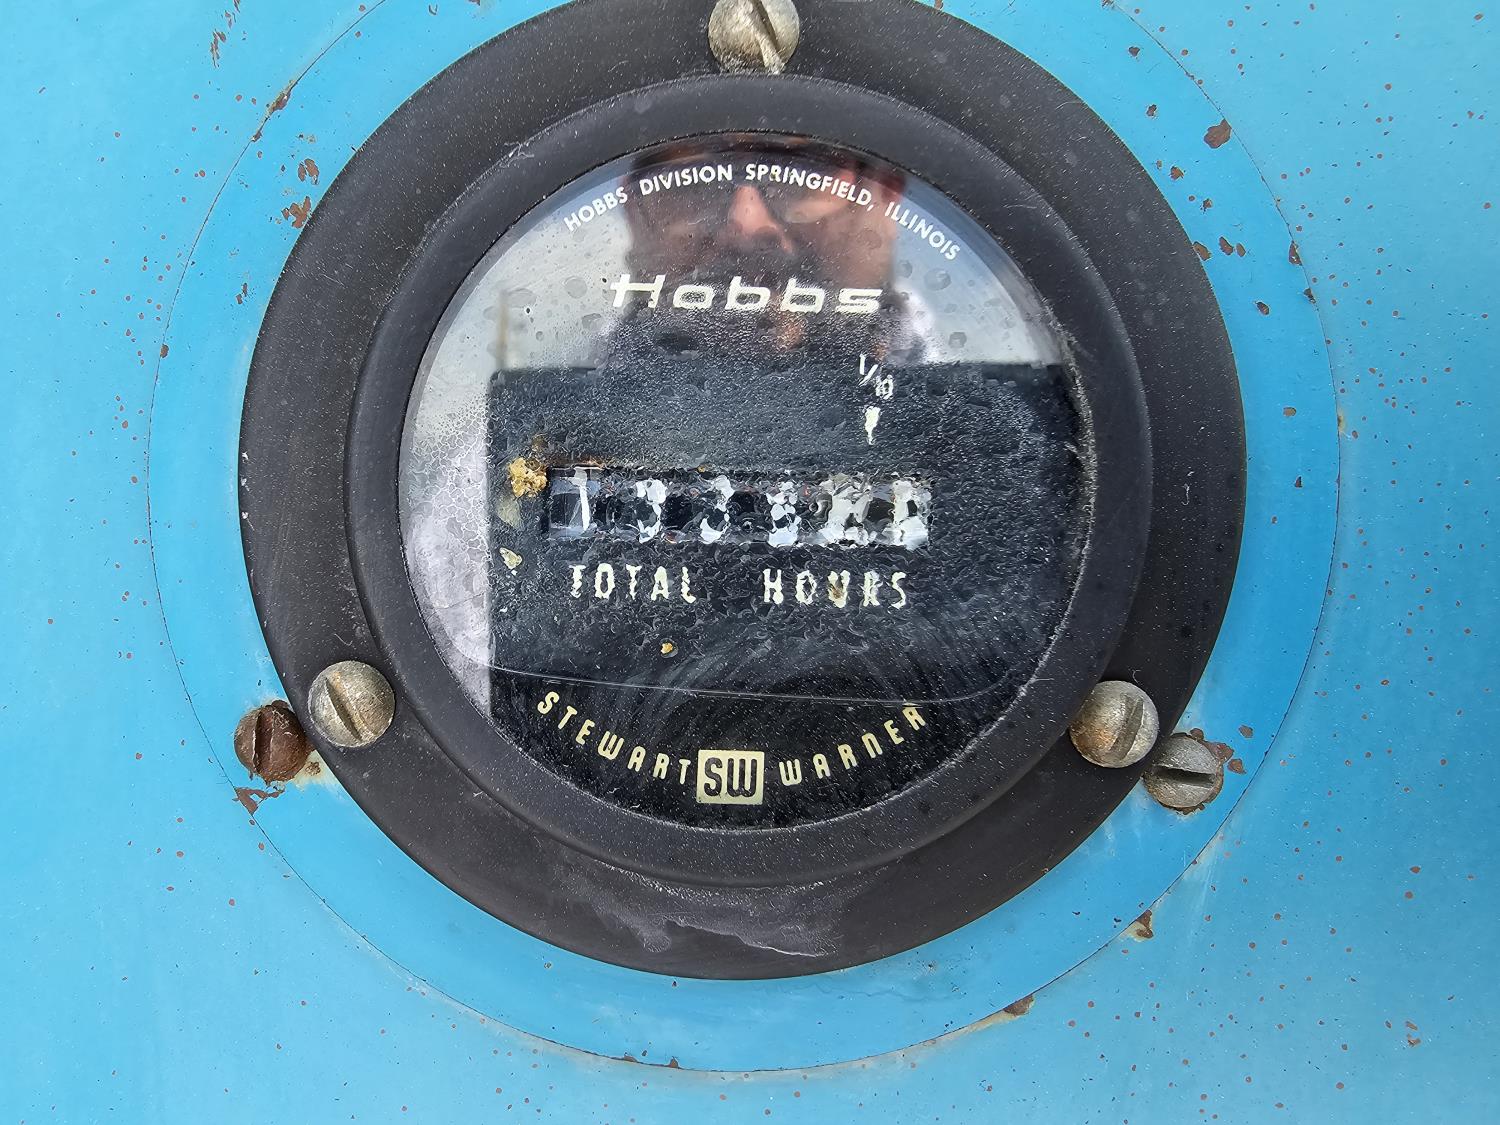 HOBBS DIVISION SPRINGFIELD, ILLINOIS
Hobbs
1/10
TOTAL HOURS
STEWART SW WARNER